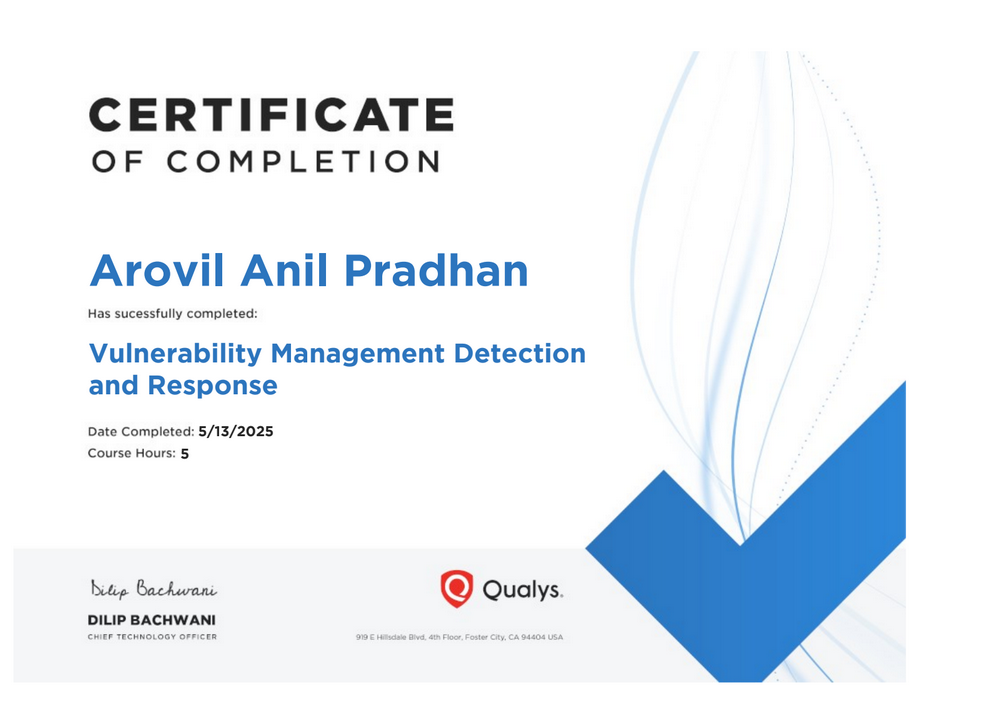 CERTIFICATE
OF COMPLETION
Arovil Anil Pradhan
Has sucessfully completed:
Vulnerability Management Detection
and Response
Date Completed: 5/13/2025
Course Hours: 5
Dilip Bachwani
DILIP BACHWANI
CHIEF TECHNOLOGY OFFICER
Qualys.
919 E Hillsdale Blvd, 4th Floor, Foster City, CA 94404 USA